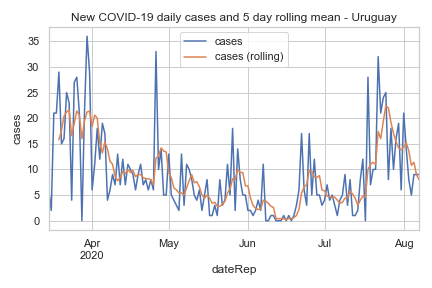 New COVID-19 daily cases and 5 day rolling mean - Uruguay
cases
cases (rolling)
cases
35
30
25
20
15
10
5
0
Apr
2020
May
Jun
Jul
Aug
dateRep